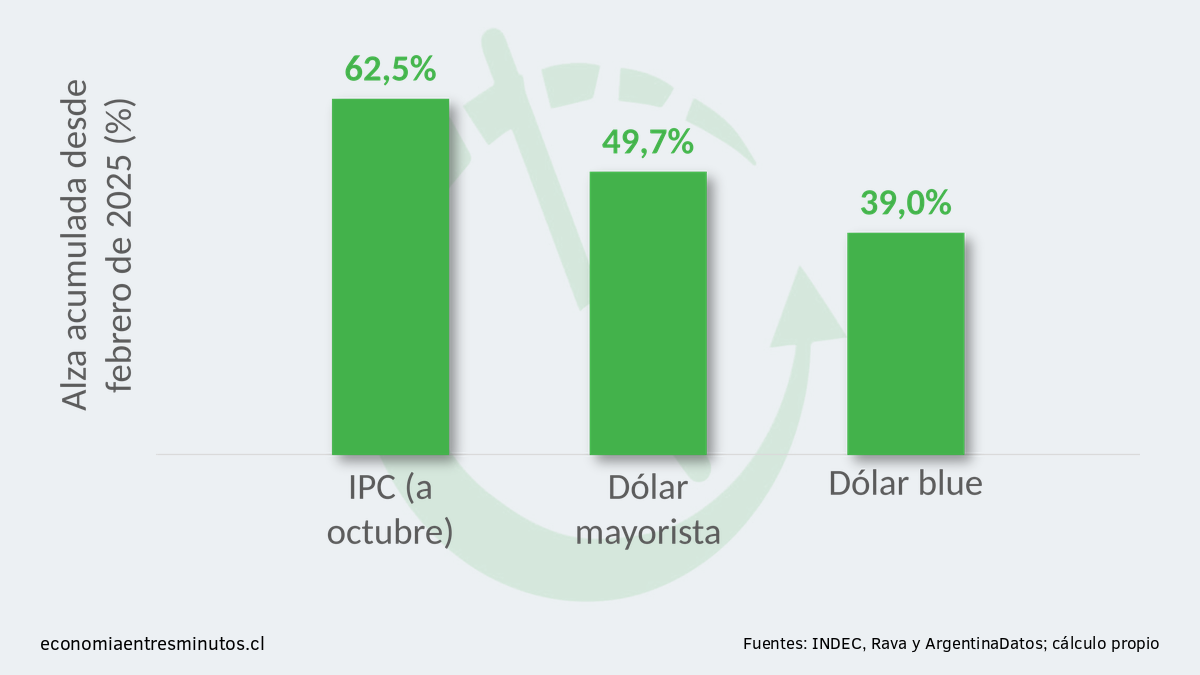 Alza acumulada desde
febrero de 2025 (%)
62,5%
49,7%
39,0%
IPC (a
octubre)
Dólar
mayorista
Dólar blue
economiaentresminutos.cl
Fuentes: INDEC, Rava y ArgentinaDatos; cálculo propio